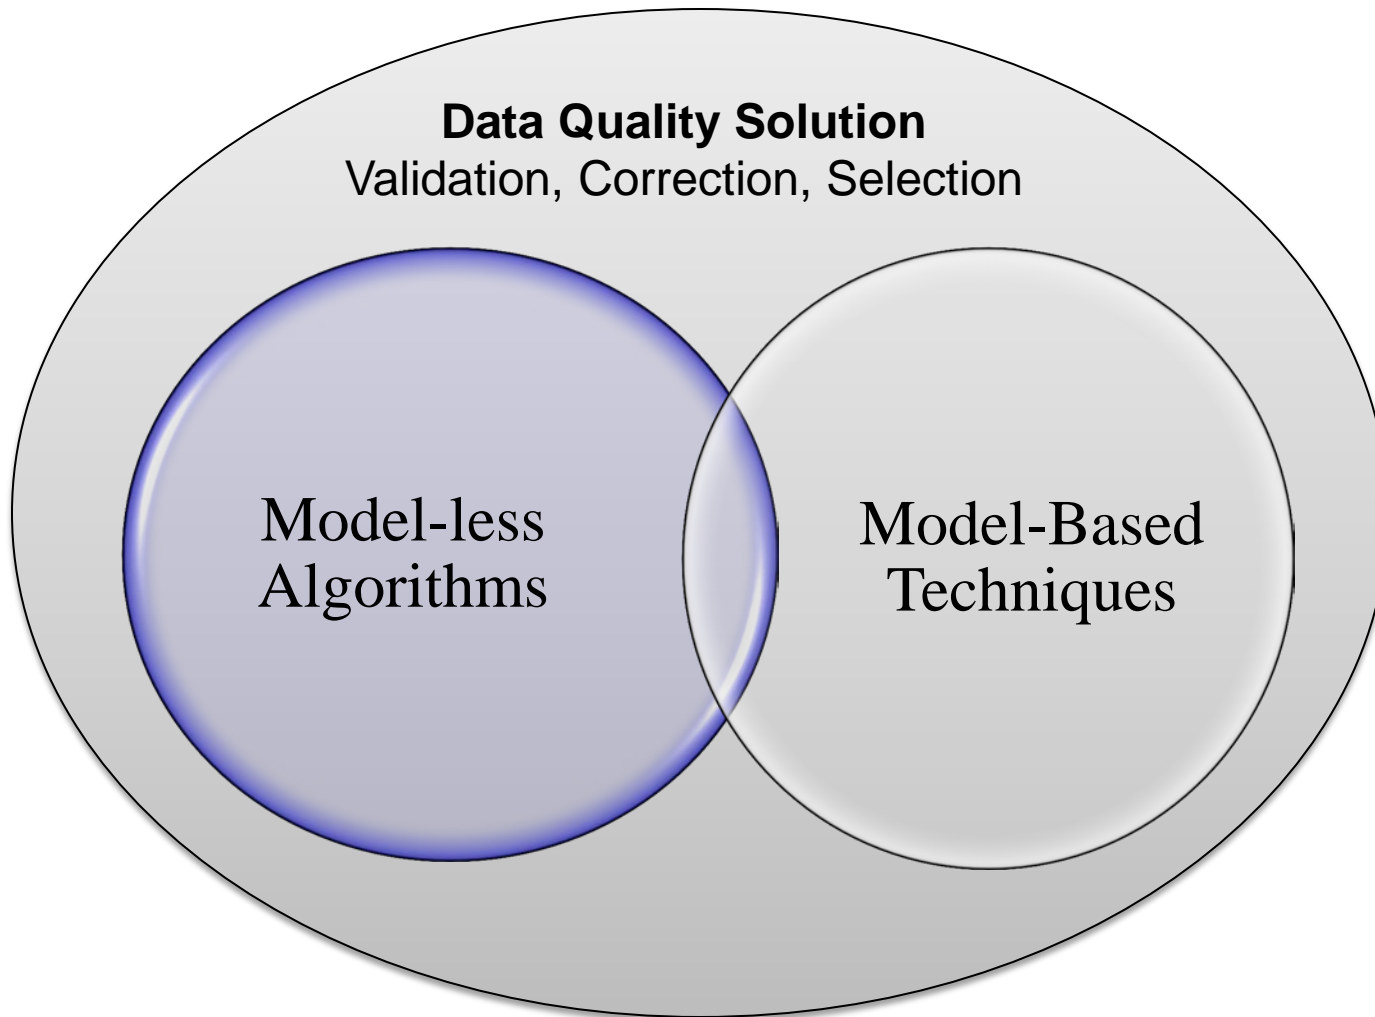 Data Quality Solution
Validation, Correction, Selection
Model-less
Algorithms
Model-Based
Techniques